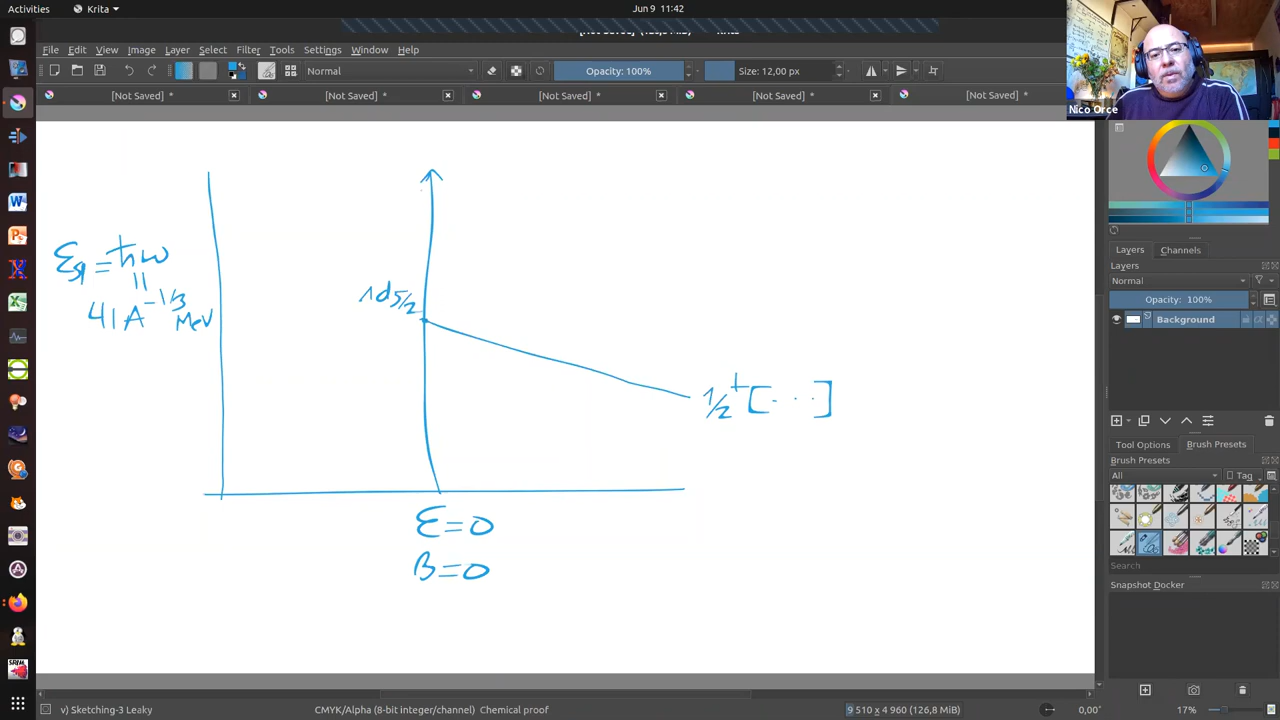 Activities
Krita
Jun 9 11:42
File Edit View Image Layer Select Filter Tools Settings Window Help
Normal
Opacity: 100%
Size: 12,00 px
[Not Saved] *
[Not Saved] *
[Not Saved] *
[Not Saved] *
[Not Saved] *
Nico Orce
εsp = ħω
41A^-1/3 MeV
1d5/2
1/2+[...]
ε=0
β=0
Layers Channels
Layers
Normal
Opacity: 100%
Background
Tool Options Brush Presets
Brush Presets
All
Tag
Search
Snapshot Docker
v) Sketching-3 Leaky
CMYK/Alpha (8-bit integer/channel) Chemical proof
9 510 x 4 960 (126,8 MiB)
0,00°
17%